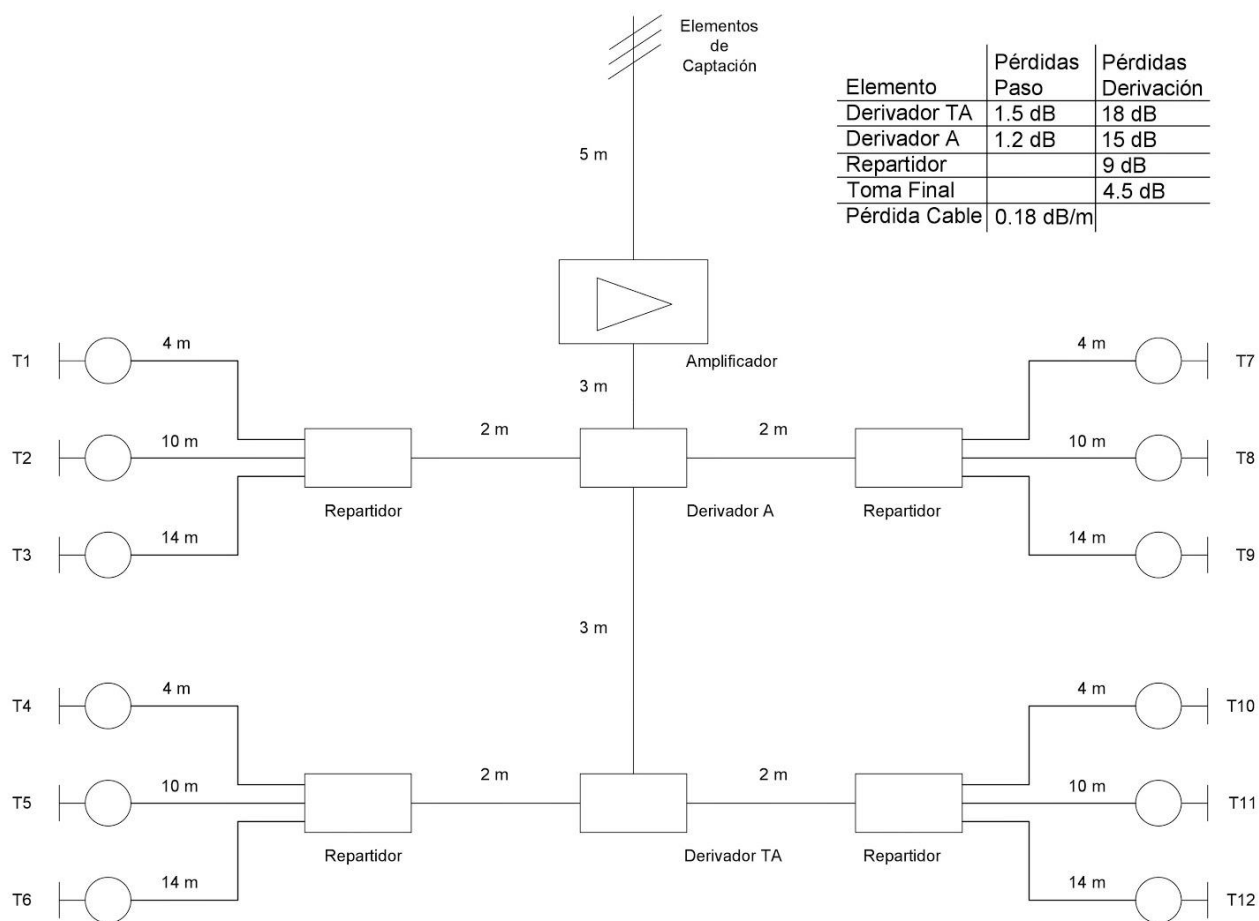 Elementos
de
Captación
Pérdidas Pérdidas
Elemento Paso Derivación
Derivador TA 1.5 dB 18 dB
Derivador A 1.2 dB 15 dB
Repartidor 9 dB
Toma Final 4.5 dB
Pérdida Cable 0.18 dB/m
5 m
Amplificador
3 m
T1 4 m 4 m T7
T2 10 m 2 m 2 m 10 m T8
Repartidor Derivador A Repartidor
T3 14 m 14 m T9
3 m
T4 4 m 4 m T10
T5 10 m 2 m 2 m 10 m T11
Repartidor Derivador TA Repartidor
T6 14 m 14 m T12